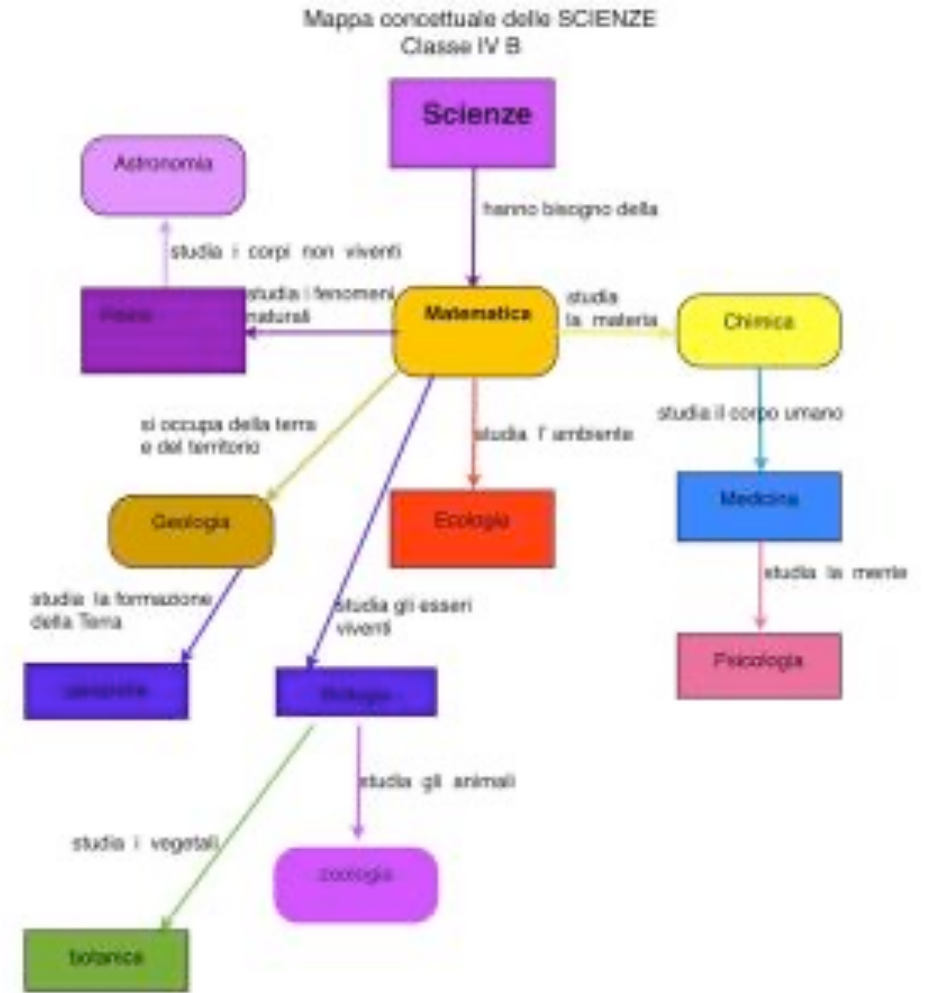 Mappa concettuale delle SCIENZE
Classe IV B
Scienze
Astronomia
hanno bisogno della
studia i corpi non viventi
studia i fenomeni
naturali
Fisica
Matematica
studia
la materia
Chimica
si occupa della terra
e del territorio
studia l' ambiente
studia il corpo umano
Geologia
Ecologia
Medicina
studia la formazione
della Terra
studia gli esseri
viventi
studia la mente
Psicologia
Biologia
studia gli animali
studia i vegetali
zoologia
botanica